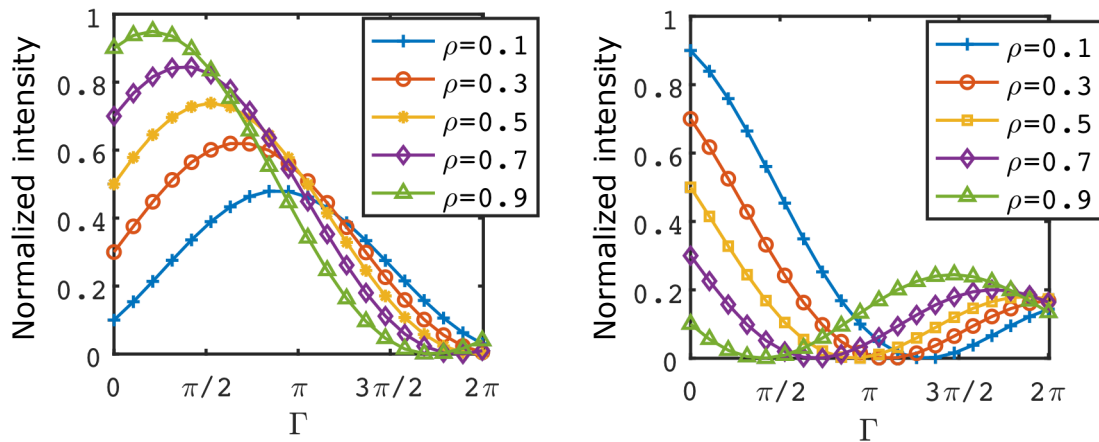 Normalized intensity
1
0.8
0.6
0.4
0.2
0
0
π/2
π
3π/2
2π
Γ
ρ=0.1
ρ=0.3
ρ=0.5
ρ=0.7
ρ=0.9
Normalized intensity
1
0.8
0.6
0.4
0.2
0
0
π/2
π
3π/2
2π
Γ
ρ=0.1
ρ=0.3
ρ=0.5
ρ=0.7
ρ=0.9